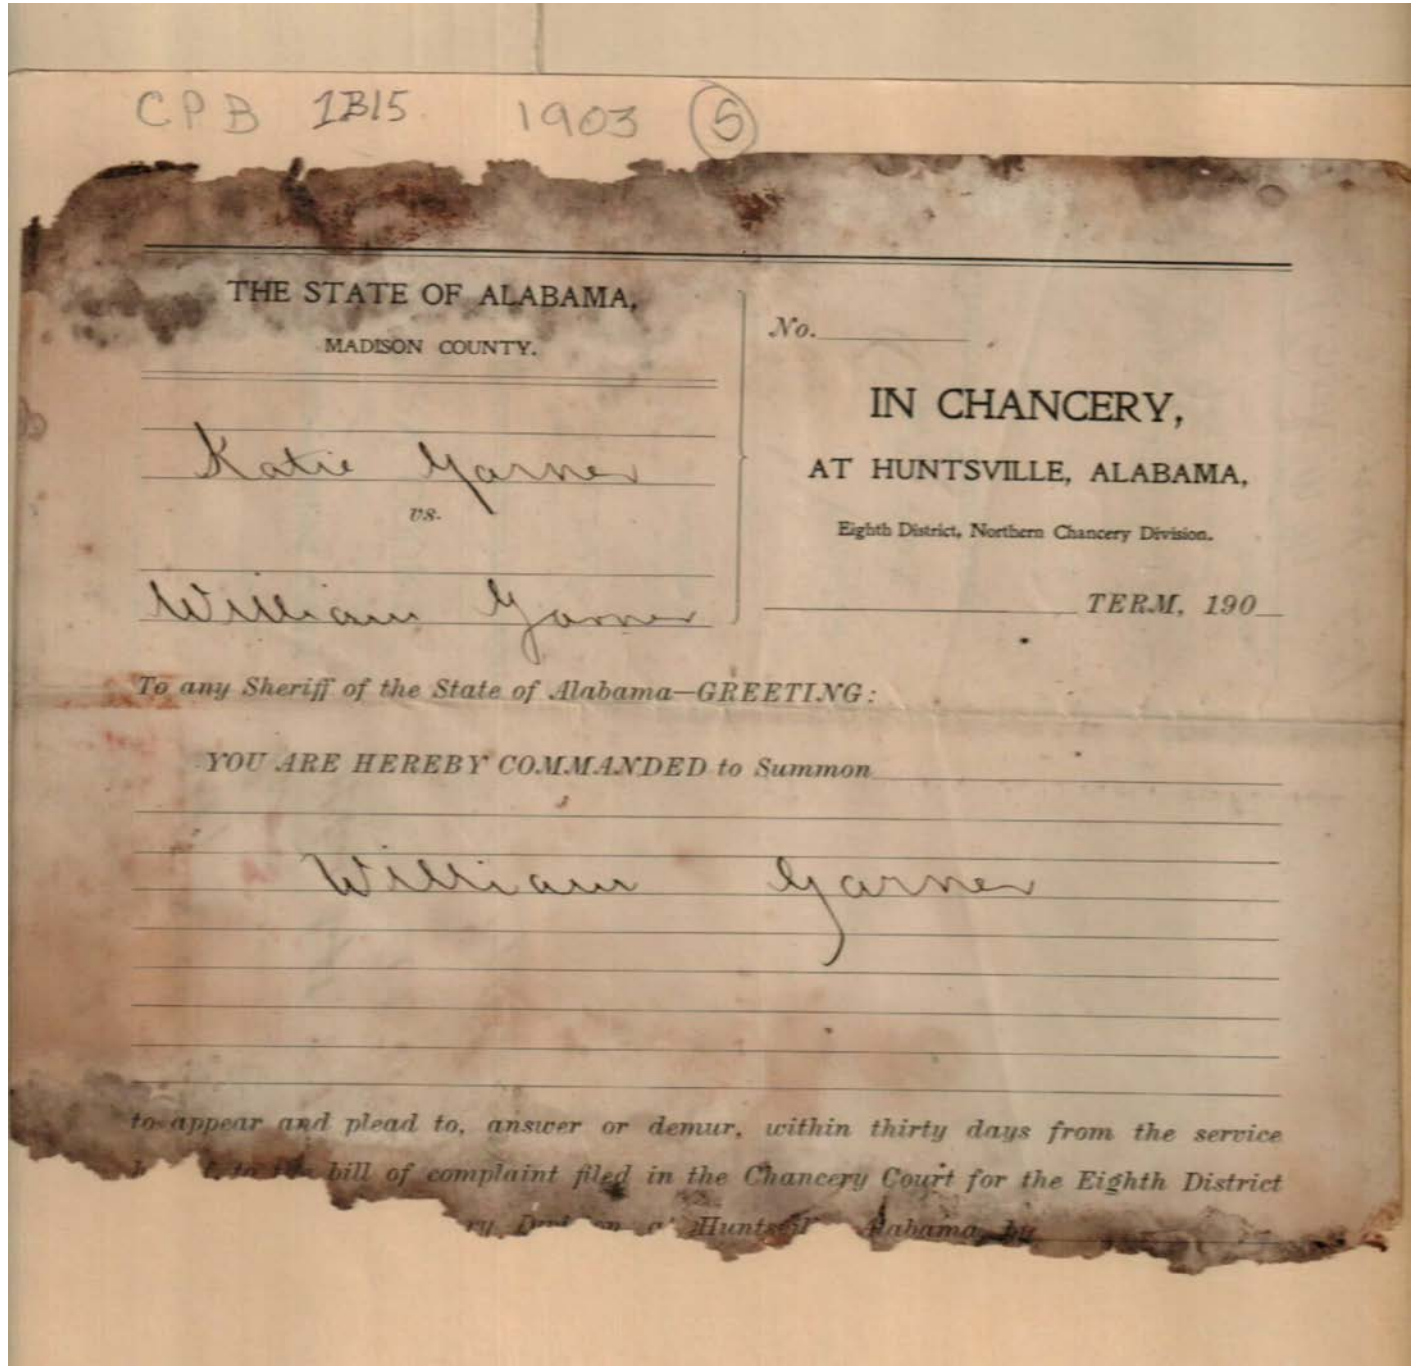 CPB 1B15 1903 5
THE STATE OF ALABAMA,
MADISON COUNTY.
Katie Garner
vs.
William Garner
No.
IN CHANCERY,
AT HUNTSVILLE, ALABAMA,
Eighth District, Northern Chancery Division.
TERM, 190
To any Sheriff of the State of Alabama—GREETING:
YOU ARE HEREBY COMMANDED to Summon
William Garner
to appear and plead to, answer or demur, within thirty days from the service
bill of complaint filed in the Chancery Court for the Eighth District
Alabama, by